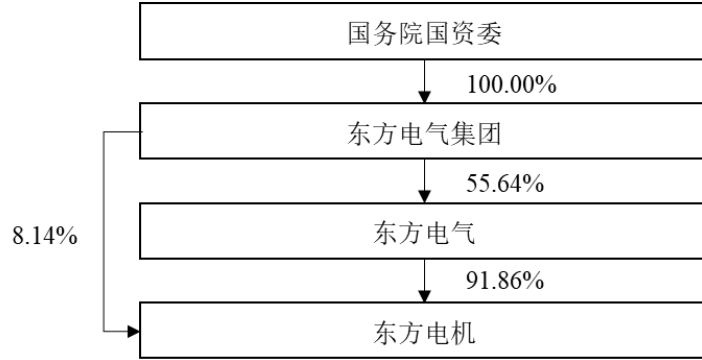 国务院国资委
100.00%
东方电气集团
55.64%
8.14%
东方电气
91.86%
东方电机